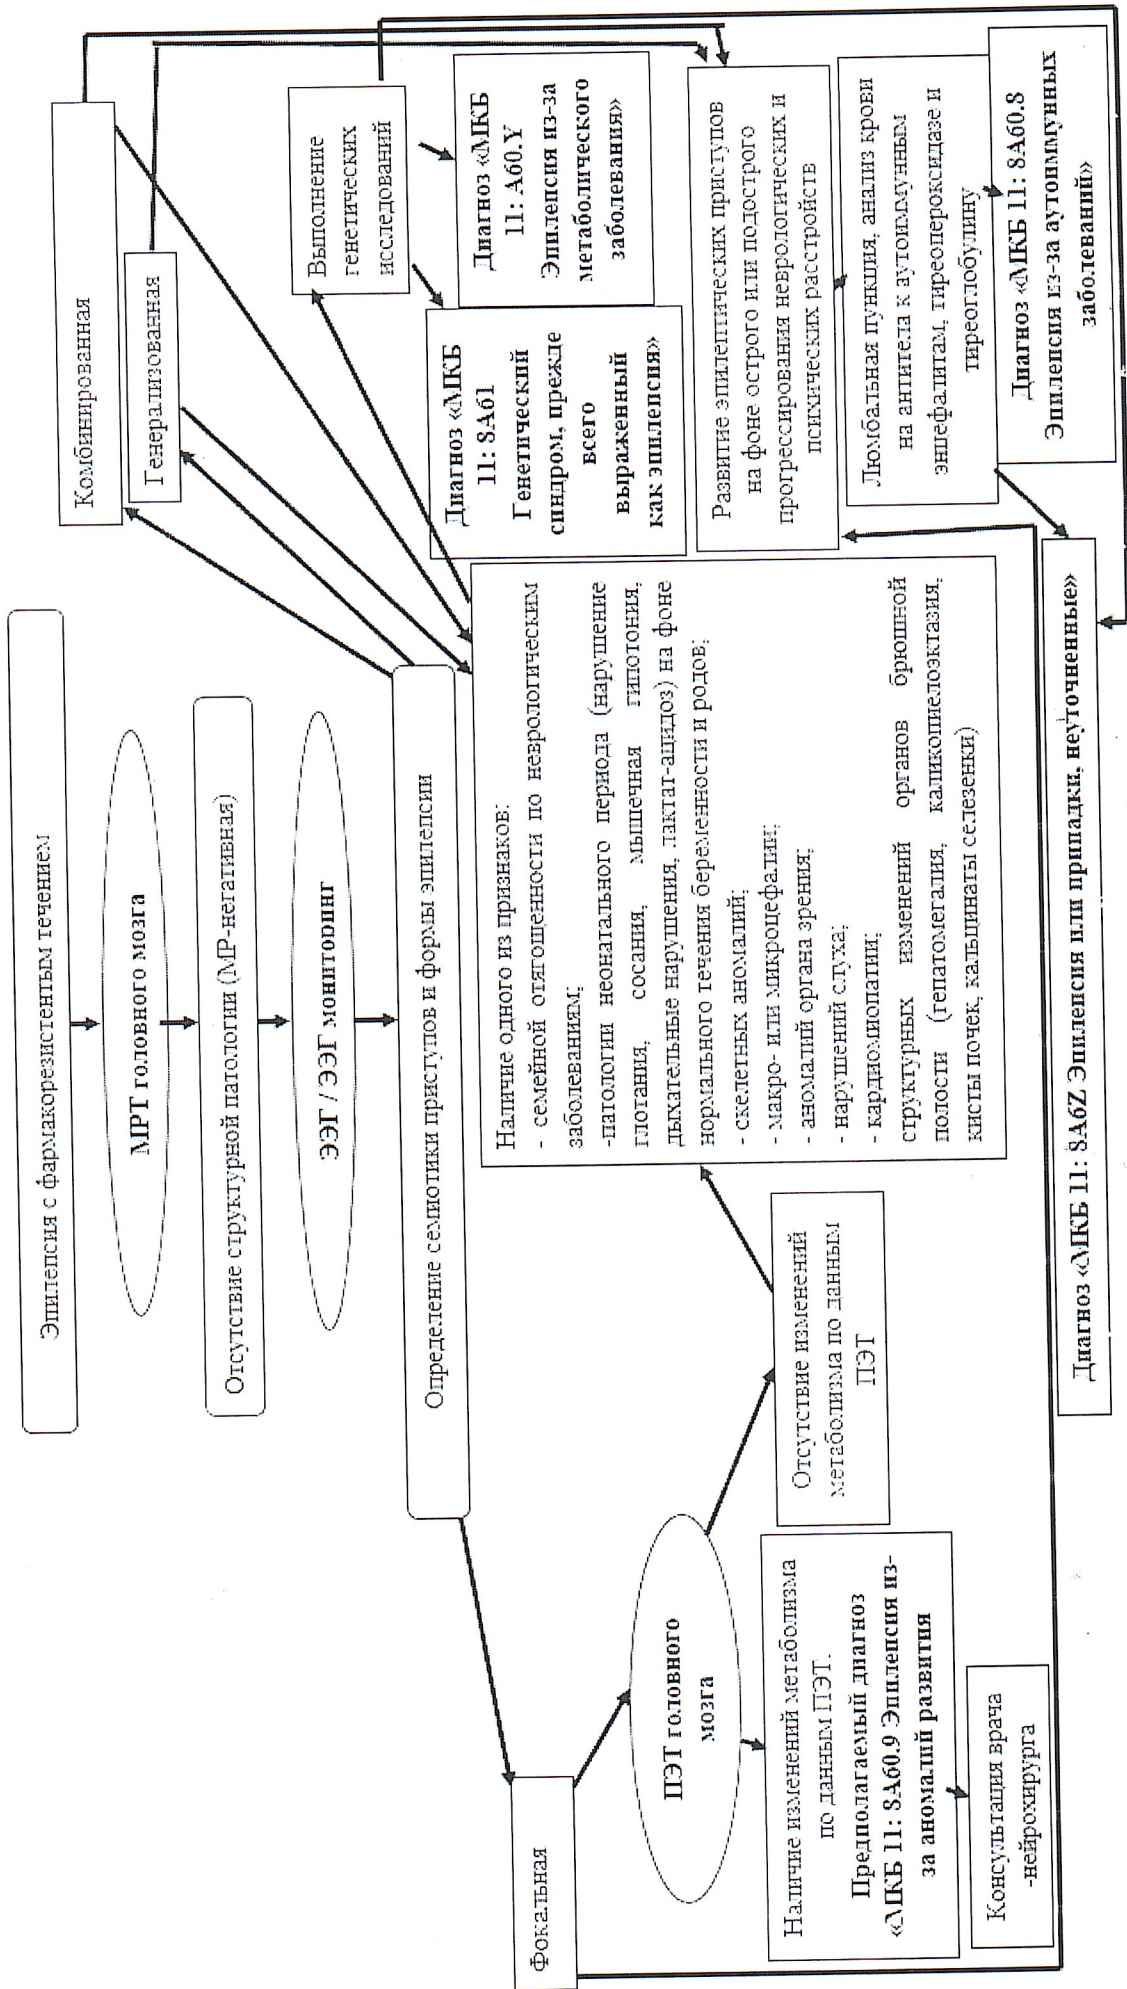 Эпилепсия с фармакорезистентым течением
МРТ головного мозга
Отсутствие структурной патологии (МР-негативная)
ЭЭГ / ЭЭГ мониторинг
Определение семиотики приступов и формы эпилепсии
Фокальная
Генерализованная
Комбинированная
ПЭТ головного
мозга
Наличие изменений метаболизма
по данным ПЭТ.
Предполагаемый диагноз
«МКБ 11: 8A60.9 Эпилепсия из-
за аномалий развития
Консультация врача
-нейрохирурга
Отсутствие изменений
метаболизма по данным
ПЭТ
Наличие одного из признаков:
- семейной отягощенности по неврологическим
заболеваниям;
-патологии неонатального периода (нарушение
глотания, сосания, мышечная гипотония,
дыхательные нарушения, лактат-ацидоз) на фоне
нормального течения беременности и родов;
- скелетных аномалий;
- макро- или микроцефалии;
- аномалий органа зрения;
- нарушений слуха;
- кардиомиопатии;
структурных изменений органов брюшной
полости (гепатомегалия, каликопиелоэктазия,
кисты почек, кальцинаты селезенки)
Выполнение
генетических
исследований
Диагноз «МКБ
11: 8A61
Генетический
синдром, прежде
всего
выраженный
как эпилепсия»
Диагноз «МКБ
11: A60.Y
Эпилепсия из-за
метаболического
заболевания»
Развитие эпилептических приступов
на фоне острого или подострого
прогрессирования неврологических и
психических расстройств
Люмбальная пункция, анализ крови
на антитела к аутоиммунным
энцефалитам, тиреопероксидазе и
тиреоглобулину
Диагноз «МКБ 11: 8A60.8
Эпилепсия из-за аутоиммунных
заболеваний»
Диагноз «МКБ 11: 8A6Z Эпилепсия или припадки, неуточненные»